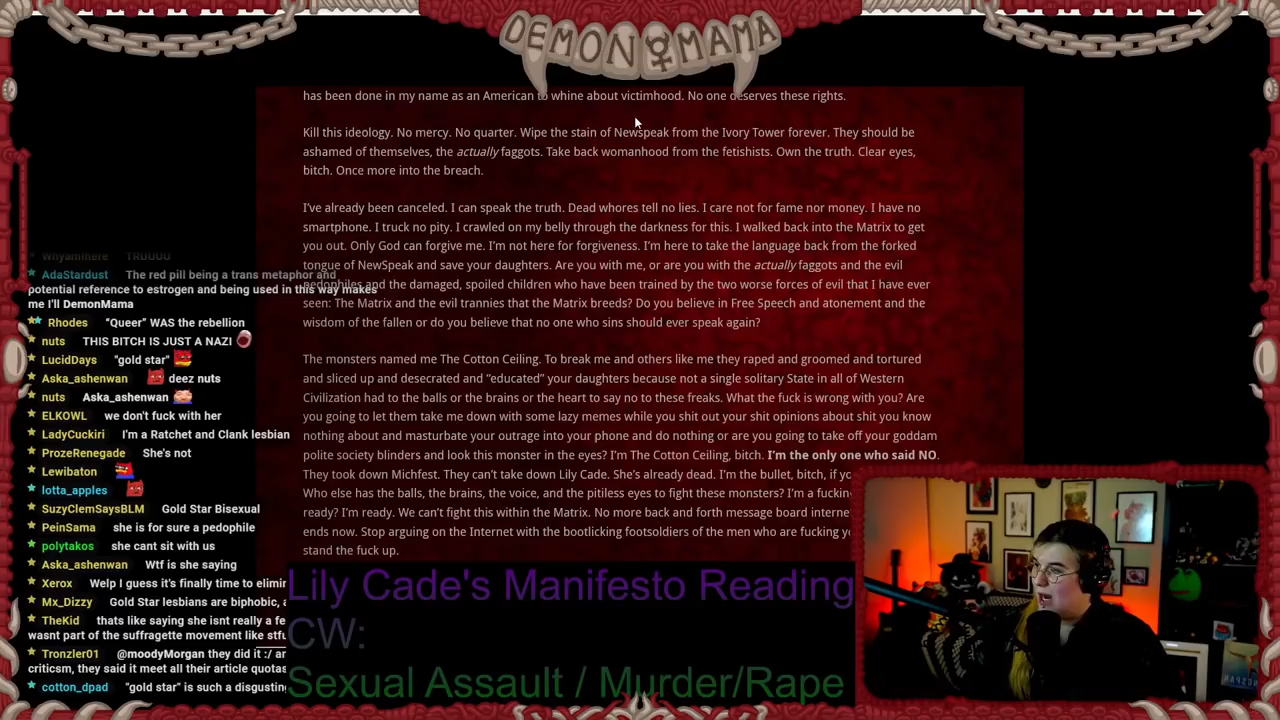 DEMON MAMA
has been done in my name as an American to whine about victimhood. No one deserves these rights.
Kill this ideology. No mercy. No quarter. Wipe the stain of Newspeak from the Ivory Tower forever. They should be
ashamed of themselves, the actually faggots. Take back womanhood from the fetishists. Own the truth. Clear eyes,
bitch. Once more into the breach.
I've already been canceled. I can speak the truth. Dead whores tell no lies. I care not for fame nor money. I have no
smartphone. I truck no pity. I crawled on my belly through the darkness for this. I walked back into the Matrix to get
you out. Only God can forgive me. I'm not here for forgiveness. I'm here to take the language back from the forked
tongue of NewSpeak and save your daughters. Are you with me, or are you with the actually faggots and the evil
pedophiles and the damaged, spoiled children who have been trained by the two worse forces of evil that I have ever
seen: The Matrix and the evil trannies that the Matrix breeds? Do you believe in Free Speech and atonement and the
wisdom of the fallen or do you believe that no one who sins should ever speak again?
The monsters named me The Cotton Ceiling. To break me and others like me they raped and groomed and tortured
and sliced up and desecrated and “educated” your daughters because not a single solitary State in all of Western
Civilization had to the balls or the brains or the heart to say no to these freaks. What the fuck is wrong with you? Are
you going to let them take me down with some lazy memes while you shit out your shit opinions about shit you know
nothing about and masturbate your outrage into your phone and do nothing or are you going to take off your goddam
polite society blinders and look this monster in the eyes? I'm The Cotton Ceiling, bitch. I'm the only one who said NO.
They took down Michfest. They can't take down Lily Cade. She's already dead. I'm the bullet, bitch, if yo
Who else has the balls, the brains, the voice, and the pitiless eyes to fight these monsters? I'm a fuckin
ready? I'm ready. We can't fight this within the Matrix. No more back and forth message board interne
ends now. Stop arguing on the Internet with the bootlicking footsoldiers of the men who are fucking yo
stand the fuck up.
WhyamIhere TRUUUU
AdaStardust The red pill being a trans metaphor and
potential reference to estrogen and being used in this way makes
me I'll DemonMama
Rhodes “Queer” WAS the rebellion
nuts THIS BITCH IS JUST A NAZI
LucidDays "gold star"
Aska_ashenwan deez nuts
nuts Aska_ashenwan
ELKOWL we don't fuck with her
LadyCuckiri I'm a Ratchet and Clank lesbian
ProzeRenegade She's not
Lewibaton
lotta_apples
SuzyClemSaysBLM Gold Star Bisexual
PeinSama she is for sure a pedophile
polytakos she cant sit with us
Aska_ashenwan Wtf is she saying
Xerox Welp I guess it's finally time to elimir
Mx_Dizzy Gold Star lesbians are biphobic, a
TheKid thats like saying she isnt really a fe
wasnt part of the suffragette movement like stfu
Tronzler01 @moodyMorgan they did it :/ ar
criticsm, they said it meet all their article quotas
cotton_dpad "gold star" is such a disgustin
Lily Cade's Manifesto Reading
CW:
Sexual Assault / Murder/Rape